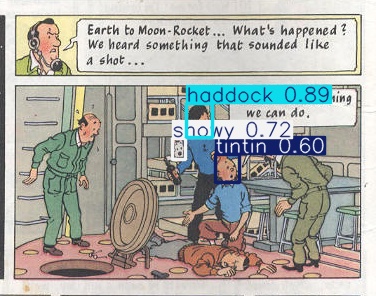 Earth to Moon-Rocket... What's happened?
We heard something that sounded like
a shot...
haddock 0.89
we can do.
snowy 0.72
tintin 0.60